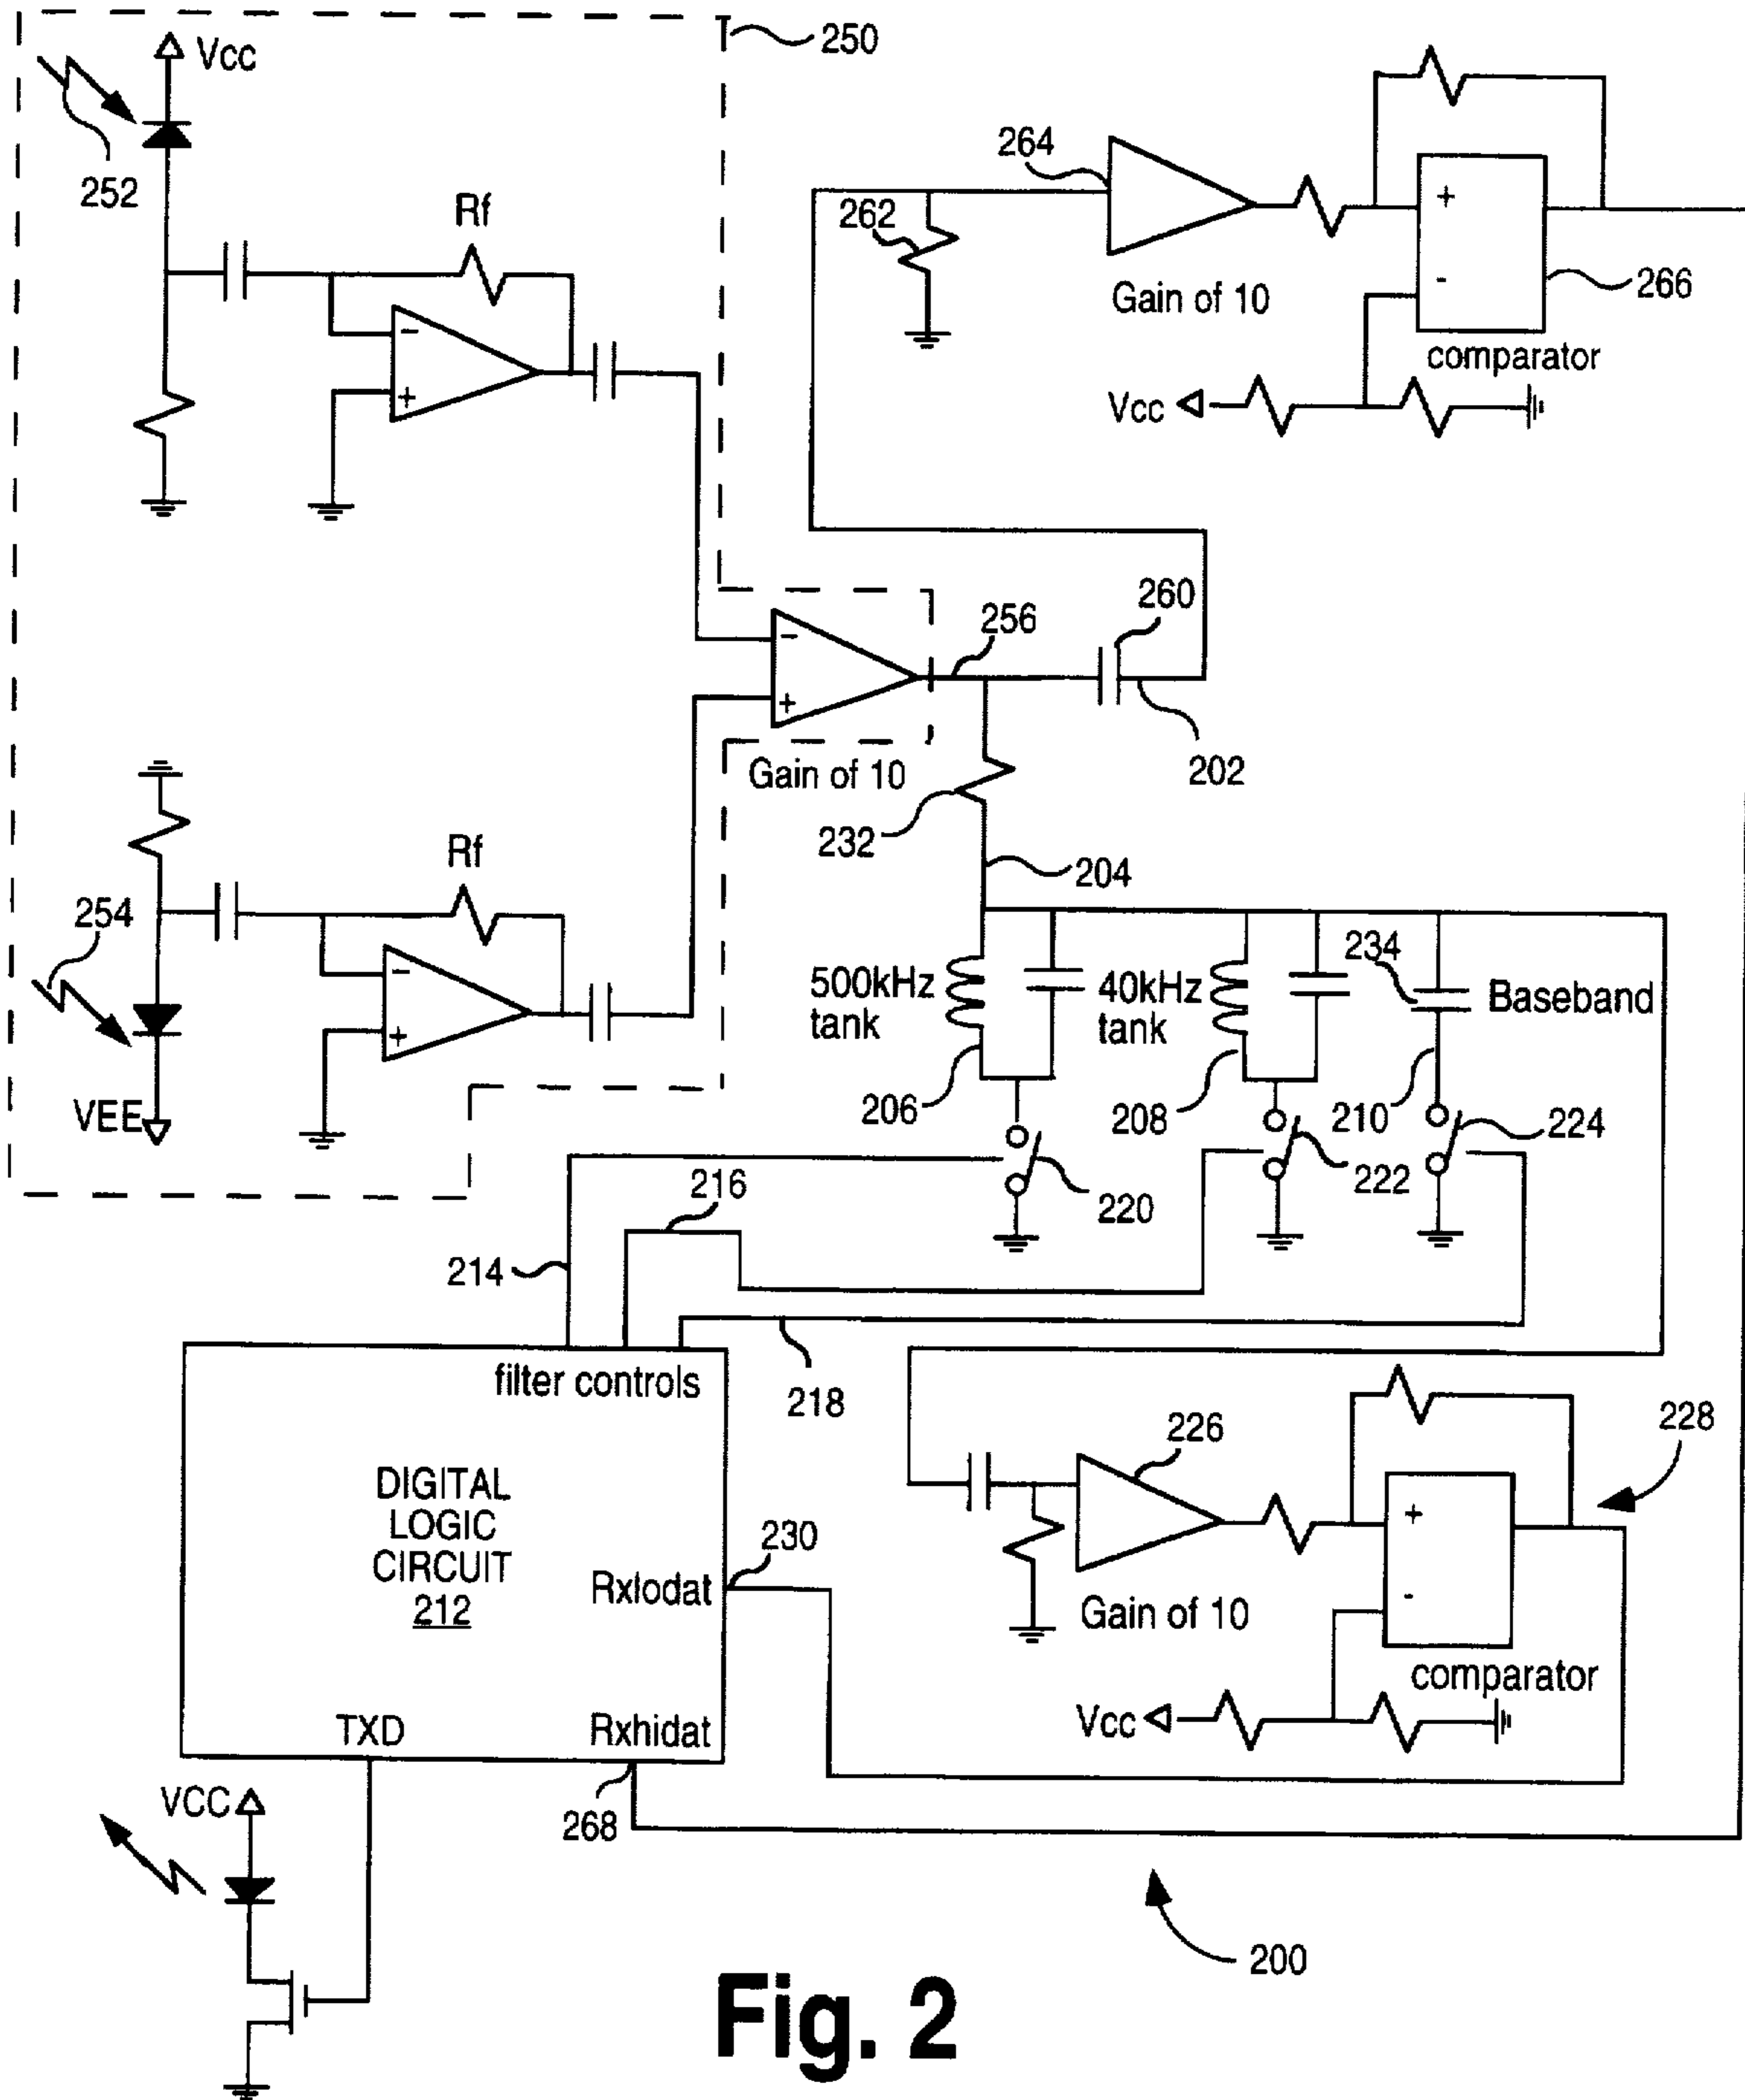 250
Vcc
252
Rf
264
262
+
-
266
Gain of 10
comparator
Vcc
-
+
260
256
-
+
202
Gain of 10
232
204
Rf
254
-
+
VEE
500kHz
tank
40kHz
tank
234
Baseband
206
208
210
224
222
220
216
214
218
filter controls
DIGITAL
LOGIC
CIRCUIT
212
230
Rxlodat
TXD
Rxhidat
268
226
228
+
-
Gain of 10
comparator
Vcc
VCC
200
Fig. 2